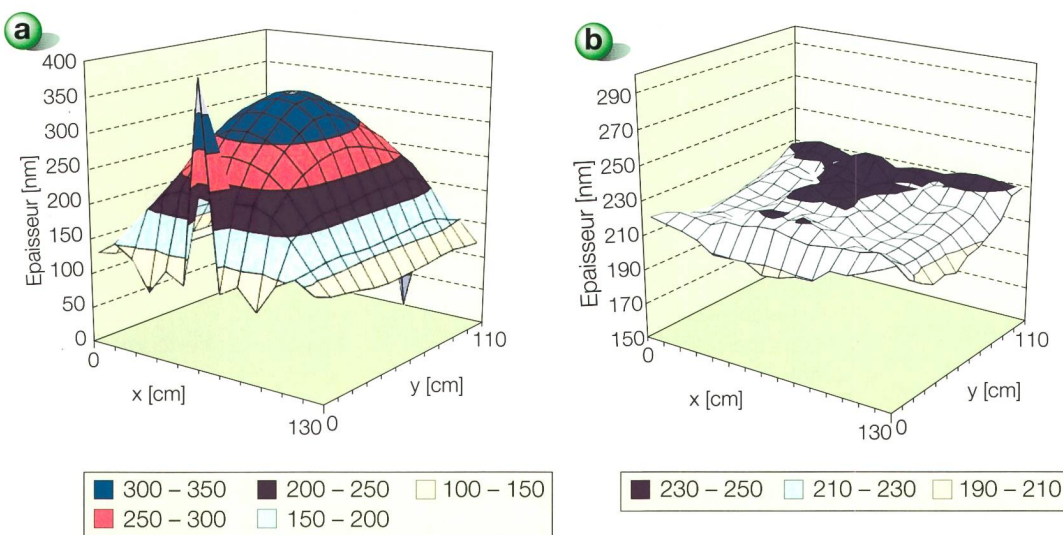 a
400
350
300
250
200
150
100
50
0
Epaisseur [nm]
0
x [cm]
130
0
y [cm]
110
300 – 350
200 – 250
100 – 150
250 – 300
150 – 200
b
290
270
250
230
210
190
170
150
Epaisseur [nm]
0
x [cm]
130
0
y [cm]
110
230 – 250
210 – 230
190 – 210